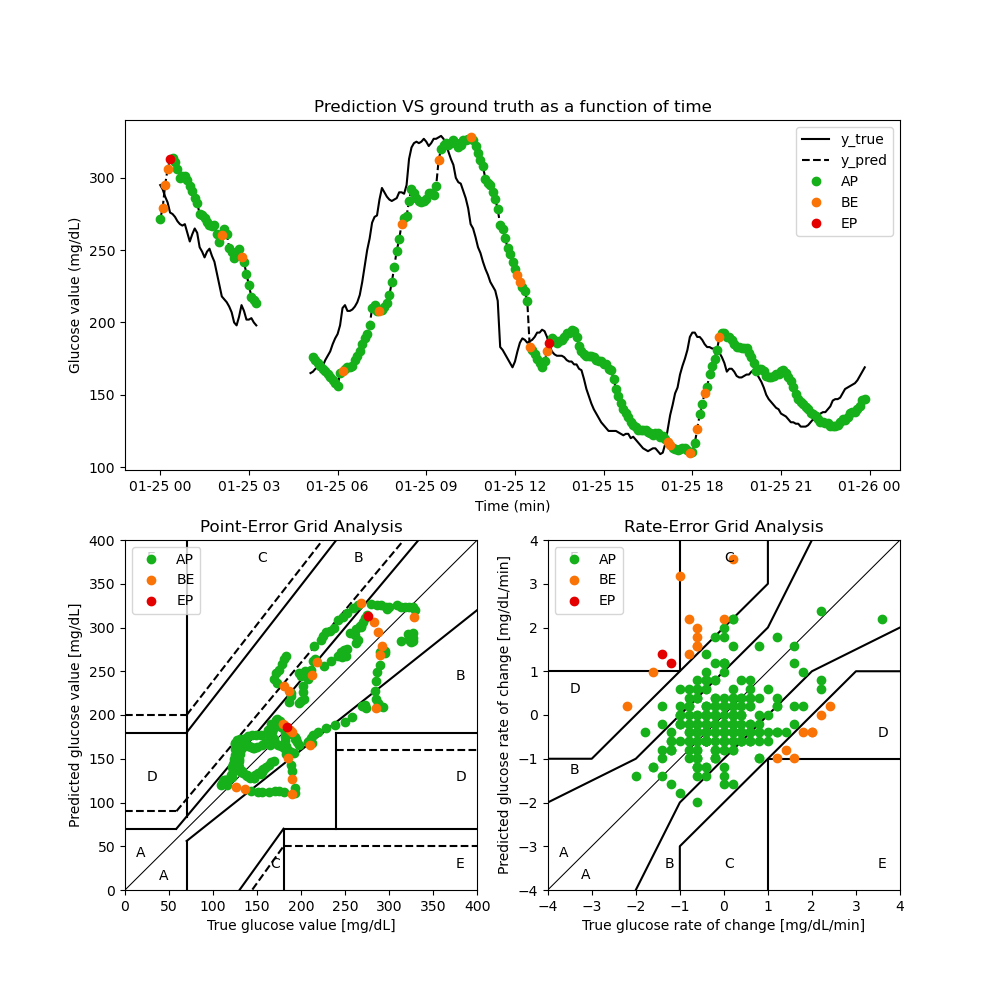 Prediction VS ground truth as a function of time
Glucose value (mg/dL)
300
250
200
150
100
y_true
y_pred
AP
BE
EP
01-25 00 01-25 03 01-25 06 01-25 09 01-25 12 01-25 15 01-25 18 01-25 21 01-26 00
Time (min)
Point-Error Grid Analysis
Predicted glucose value [mg/dL]
400
350
300
250
200
150
100
50
0
AP
BE
EP
C
B
B
D
D
A
A
C
E
0 50 100 150 200 250 300 350 400
True glucose value [mg/dL]
Rate-Error Grid Analysis
Predicted glucose rate of change [mg/dL/min]
4
3
2
1
0
−1
−2
−3
−4
AP
BE
EP
C
D
D
B
A
A
B
C
E
−4 −3 −2 −1 0 1 2 3 4
True glucose rate of change [mg/dL/min]